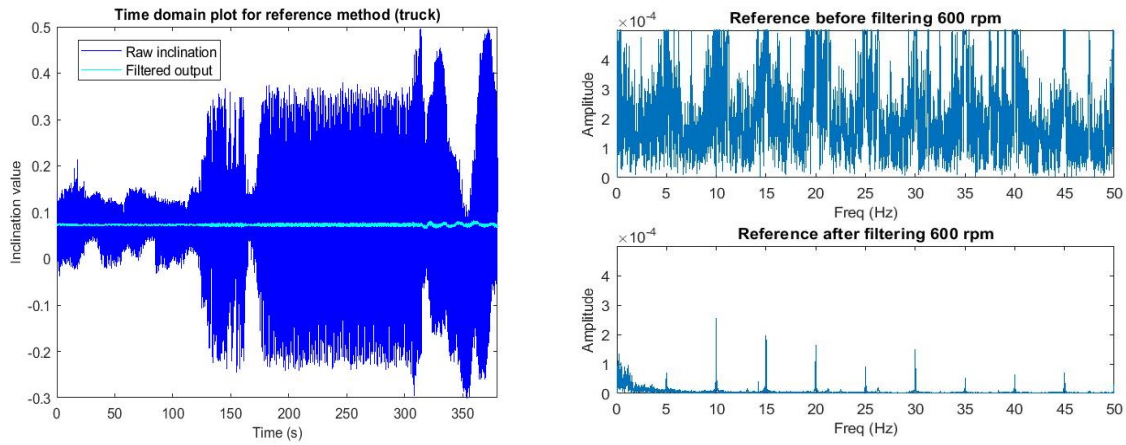 Time domain plot for reference method (truck)
Raw inclination
Filtered output
Inclination value
0.5
0.4
0.3
0.2
0.1
0
-0.1
-0.2
-0.3
0 50 100 150 200 250 300 350
Time (s)
×10⁻⁴ Reference before filtering 600 rpm
Amplitude
4
3
2
1
0
0 5 10 15 20 25 30 35 40 45 50
Freq (Hz)
×10⁻⁴ Reference after filtering 600 rpm
Amplitude
4
3
2
1
0
0 5 10 15 20 25 30 35 40 45 50
Freq (Hz)